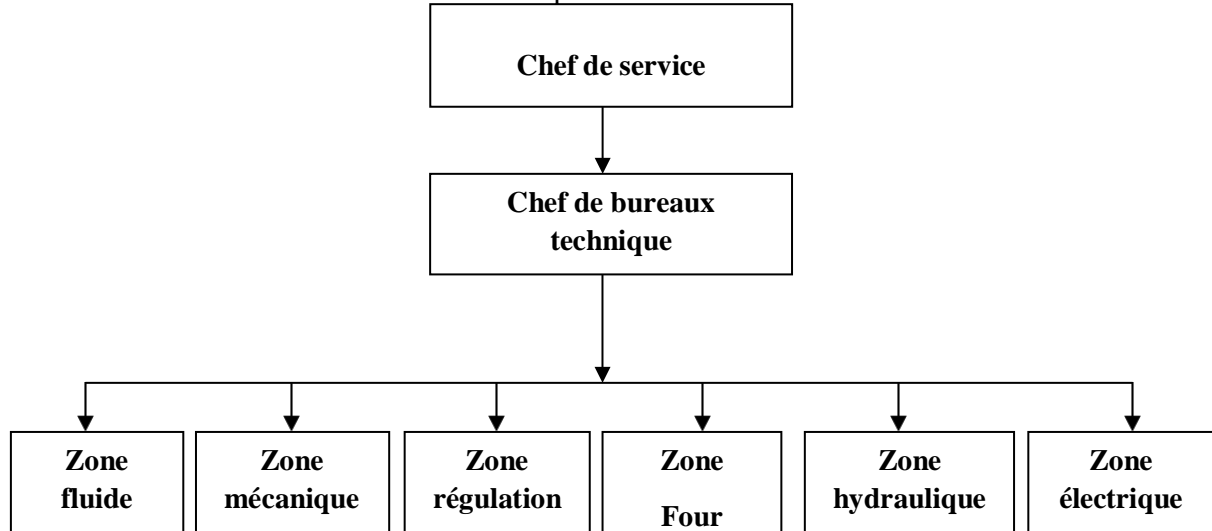 Chef de service
Chef de bureaux
technique
Zone
fluide
Zone
mécanique
Zone
régulation
Zone
Four
Zone
hydraulique
Zone
électrique